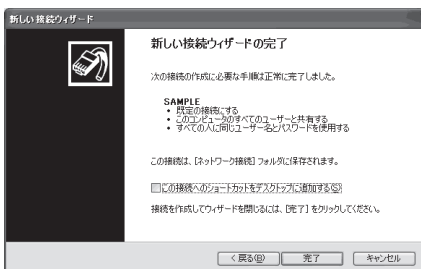 新しい接続ウィザード
新しい接続ウィザードの完了
次の接続の作成に必要な手順は正常に完了しました。
SAMPLE
• 既定の接続にする
• このコンピュータのすべてのユーザーと共有する
• すべての人に同じユーザー名とパスワードを使用する
この接続は、[ネットワーク接続] フォルダに保存されます。
この接続へのショートカットをデスクトップに追加する(S)
接続を作成してウィザードを閉じるには、[完了] をクリックしてください。
< 戻る(B)
完了
キャンセル